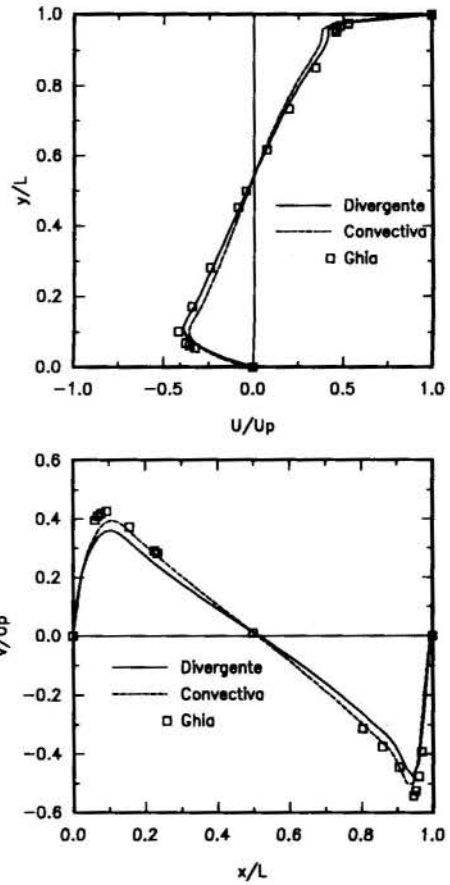 1.0
0.8
0.6
y/L
0.4
0.2
0.0
Divergente
Convectiva
Ghia
−1.0 −0.5 0.0 0.5 1.0
U/Up
0.6
0.4
0.2
V/Up
0.0
−0.2
−0.4
−0.6
Divergente
Convectiva
Ghia
0.0 0.2 0.4 0.6 0.8 1.0
x/L